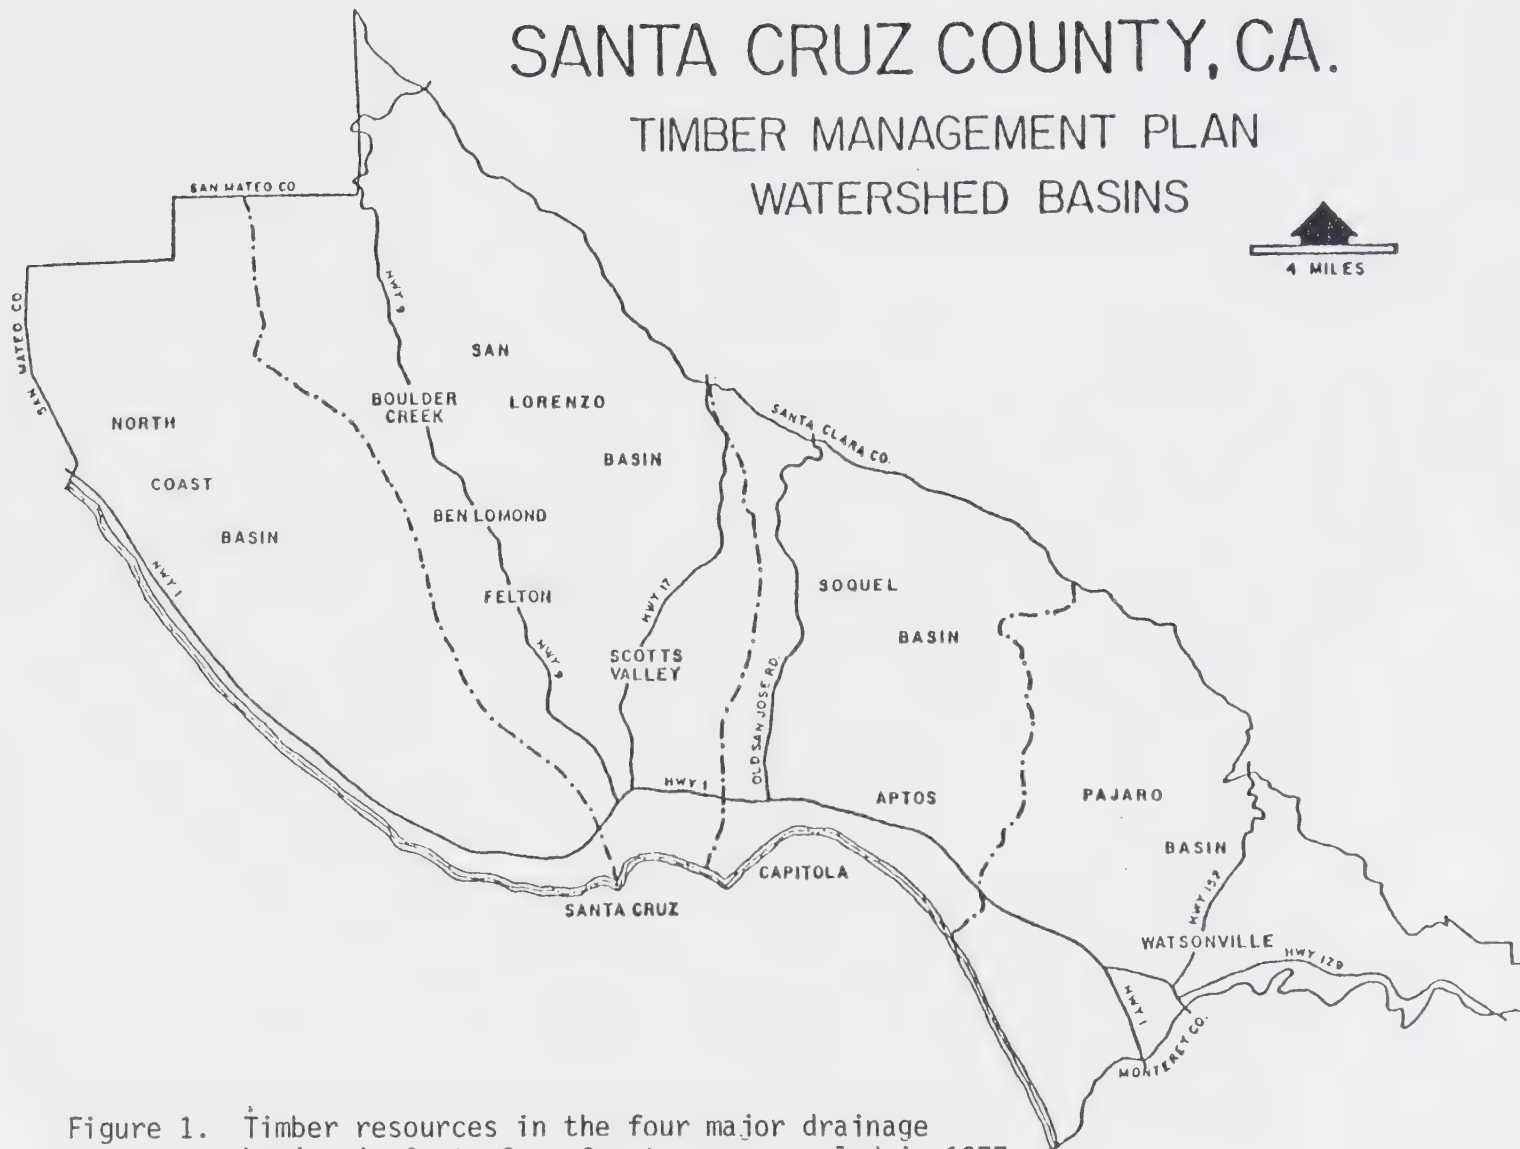 SANTA CRUZ COUNTY, CA.
TIMBER MANAGEMENT PLAN
WATERSHED BASINS
4 MILES
SAN MATEO CO
SAN MATEO CO
HWY 9
SAN
LORENZO
BASIN
BOULDER
CREEK
NORTH
COAST
BASIN
SANTA CLARA CO.
BEN LOMOND
HWY 1
FELTON
HWY 17
SOQUEL
BASIN
HWY 9
SCOTTS
VALLEY
OLD SAN JOSE RD.
HWY 1
APTOS
PAJARO
BASIN
CAPITOLA
SANTA CRUZ
HWY 152
WATSONVILLE
HWY 129
HWY 1
MONTEREY CO.
Figure 1. Timber resources in the four major drainage